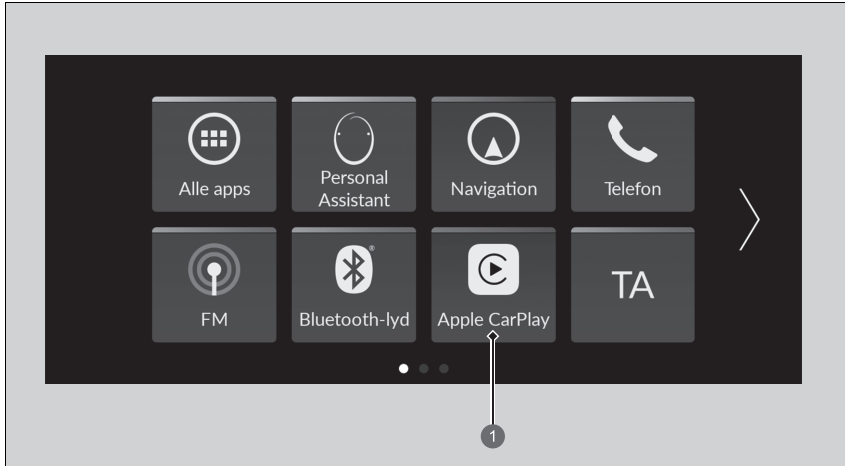 Alle apps
Personal
Assistant
Navigation
Telefon
FM
Bluetooth-lyd
Apple CarPlay
TA
1